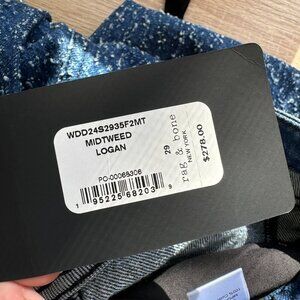 WDD24S2935F2MT
MIDTWEED
LOGAN
PO-00068306
1 95225 68203 9
29
rag & bone
NEW YORK
$278.00